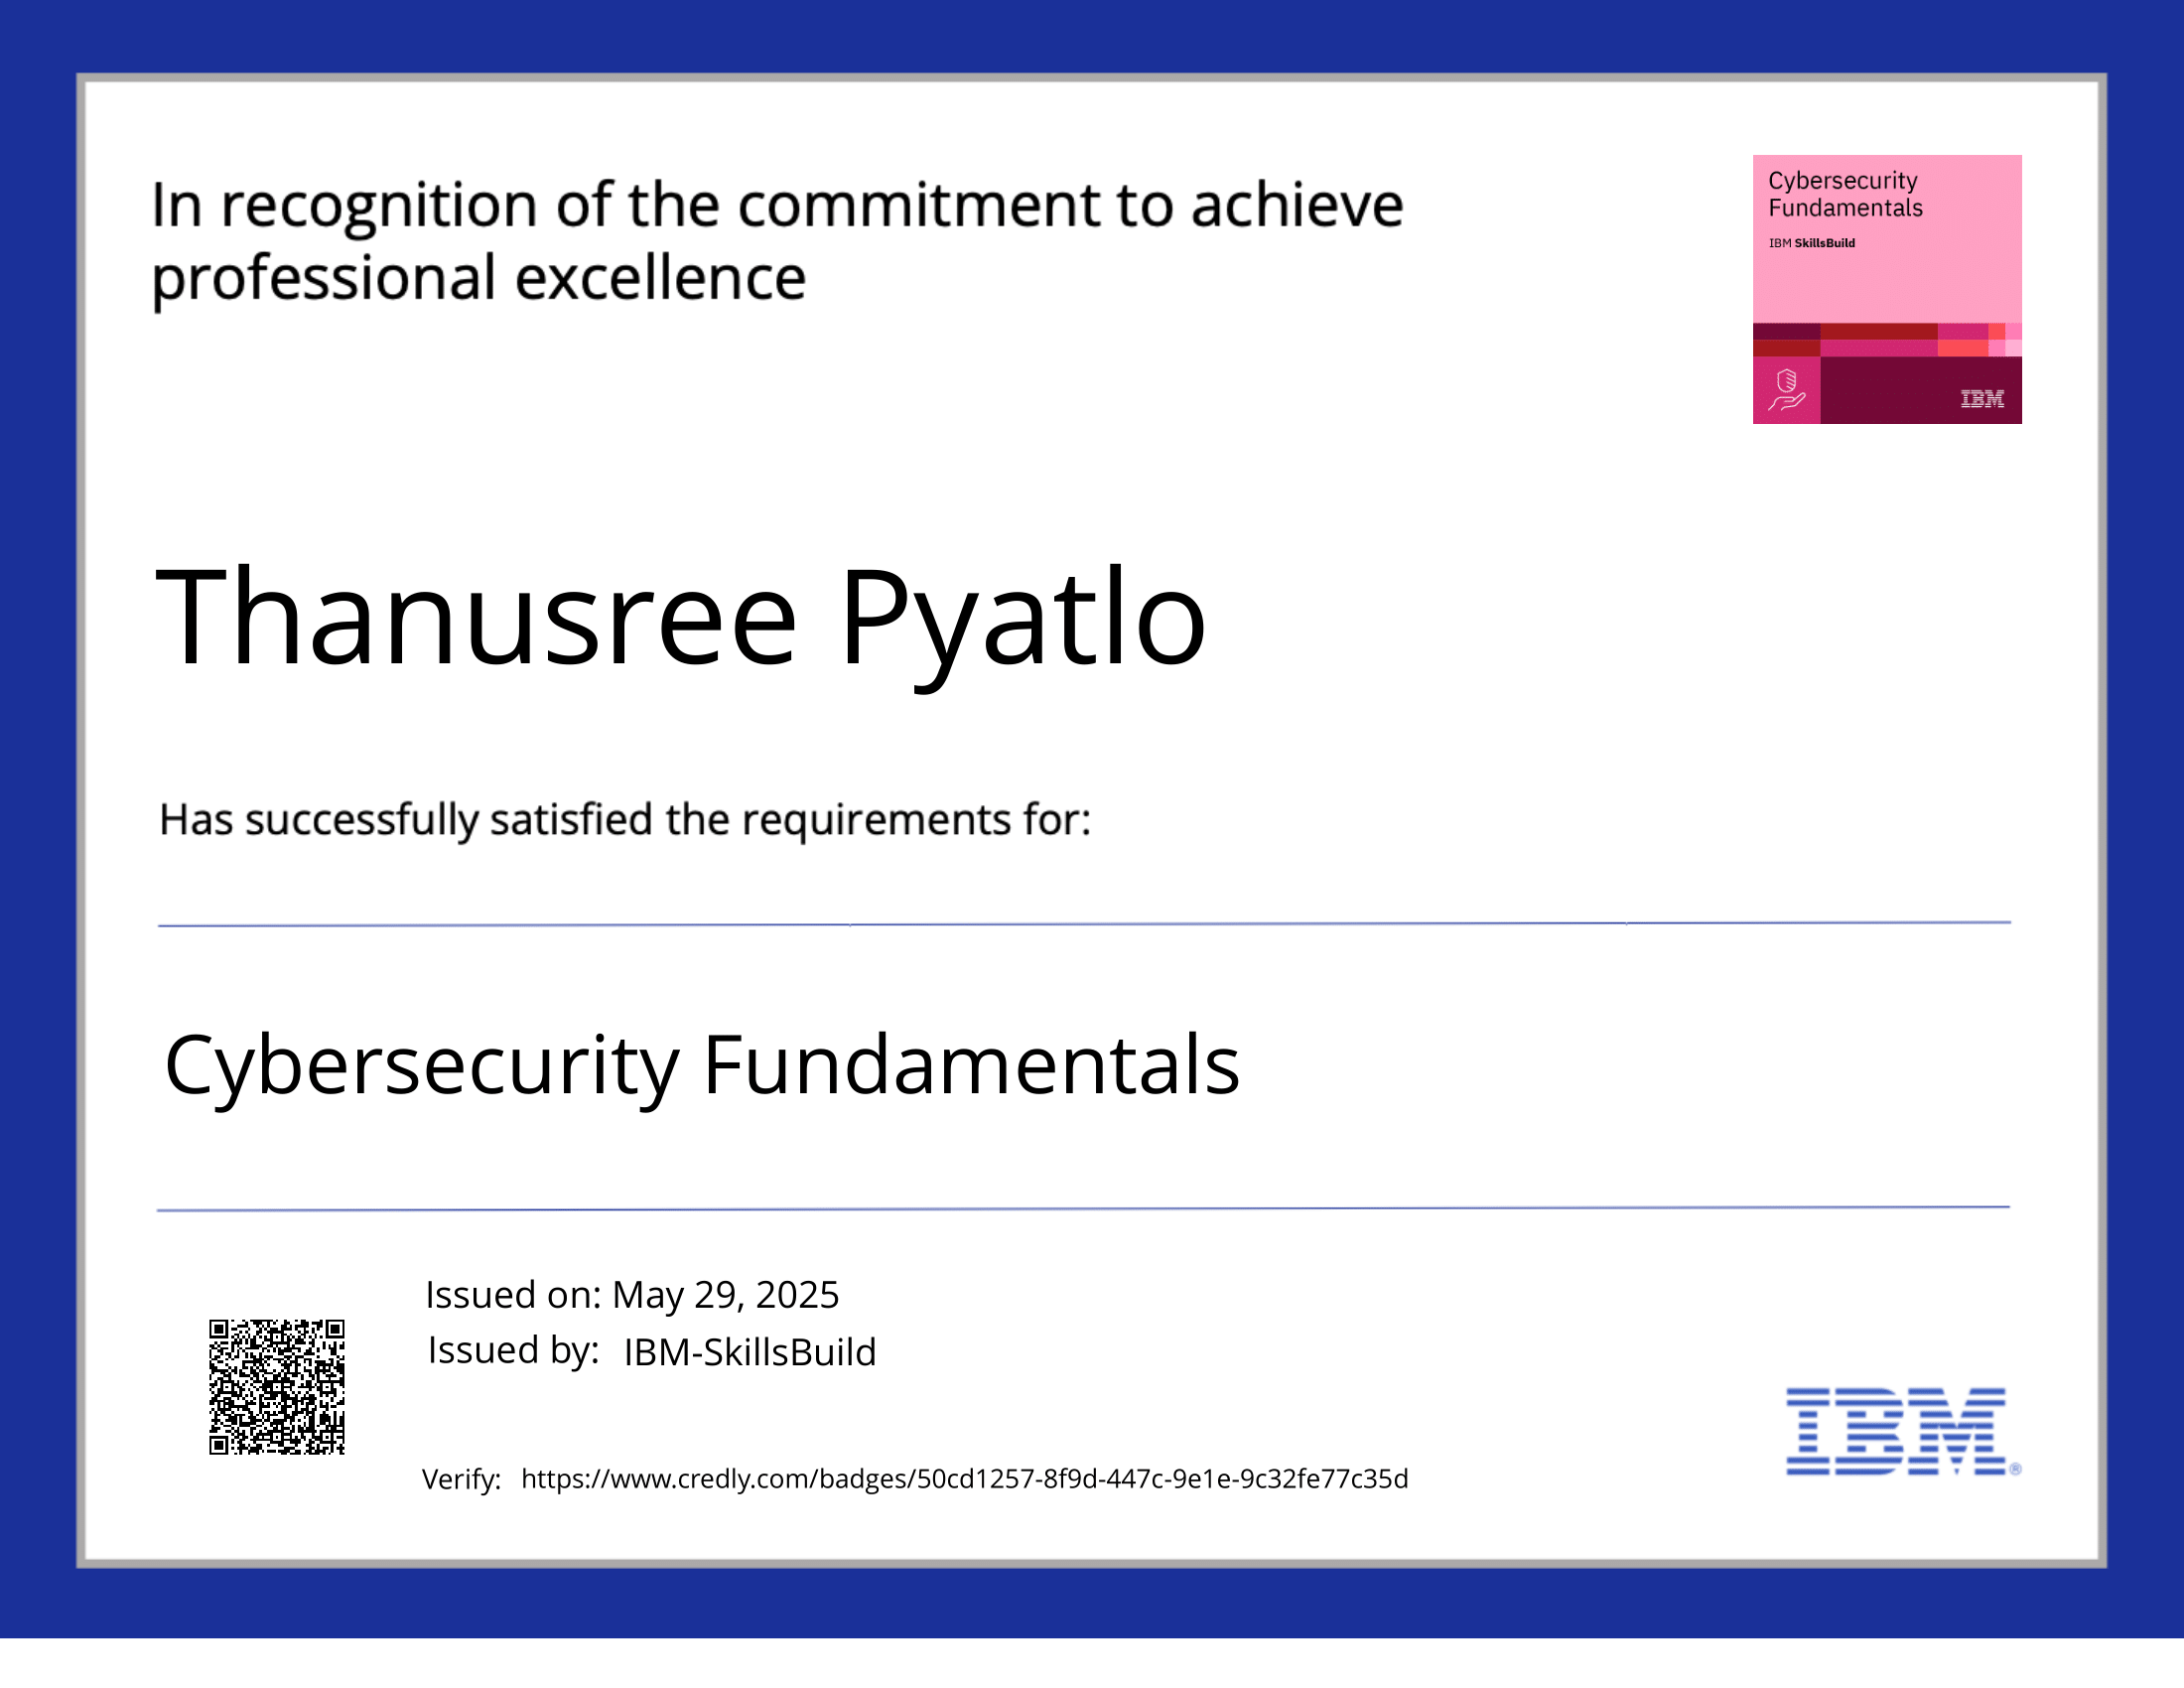 In recognition of the commitment to achieve
professional excellence
Cybersecurity
Fundamentals
IBM SkillsBuild
IBM
Thanusree Pyatlo
Has successfully satisfied the requirements for:
Cybersecurity Fundamentals
Issued on: May 29, 2025
Issued by: IBM-SkillsBuild
Verify: https://www.credly.com/badges/50cd1257-8f9d-447c-9e1e-9c32fe77c35d
IBM®